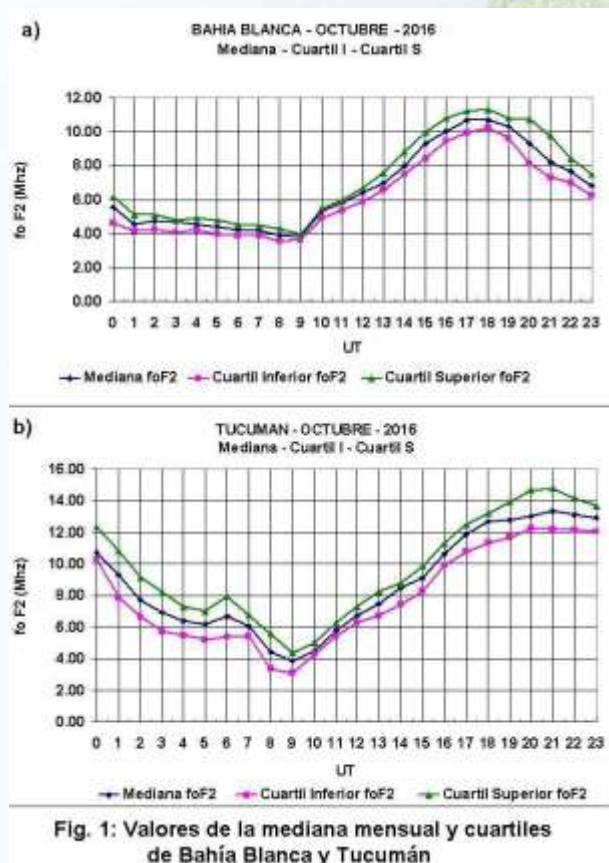 a)
BAHIA BLANCA - OCTUBRE - 2016
Mediana - Cuartil I - Cuartil S
12.00
10.00
8.00
6.00
4.00
2.00
0.00
fo F2 (Mhz)
0 1 2 3 4 5 6 7 8 9 10 11 12 13 14 15 16 17 18 19 20 21 22 23
UT
Mediana foF2 Cuartil Inferior foF2 Cuartil Superior foF2
b)
TUCUMAN - OCTUBRE - 2016
Mediana - Cuartil I - Cuartil S
16.00
14.00
12.00
10.00
8.00
6.00
4.00
2.00
0.00
fo F2 (Mhz)
0 1 2 3 4 5 6 7 8 9 10 11 12 13 14 15 16 17 18 19 20 21 22 23
UT
Mediana foF2 Cuartil Inferior foF2 Cuartil Superior foF2
Fig. 1: Valores de la mediana mensual y cuartiles
de Bahía Blanca y Tucumán